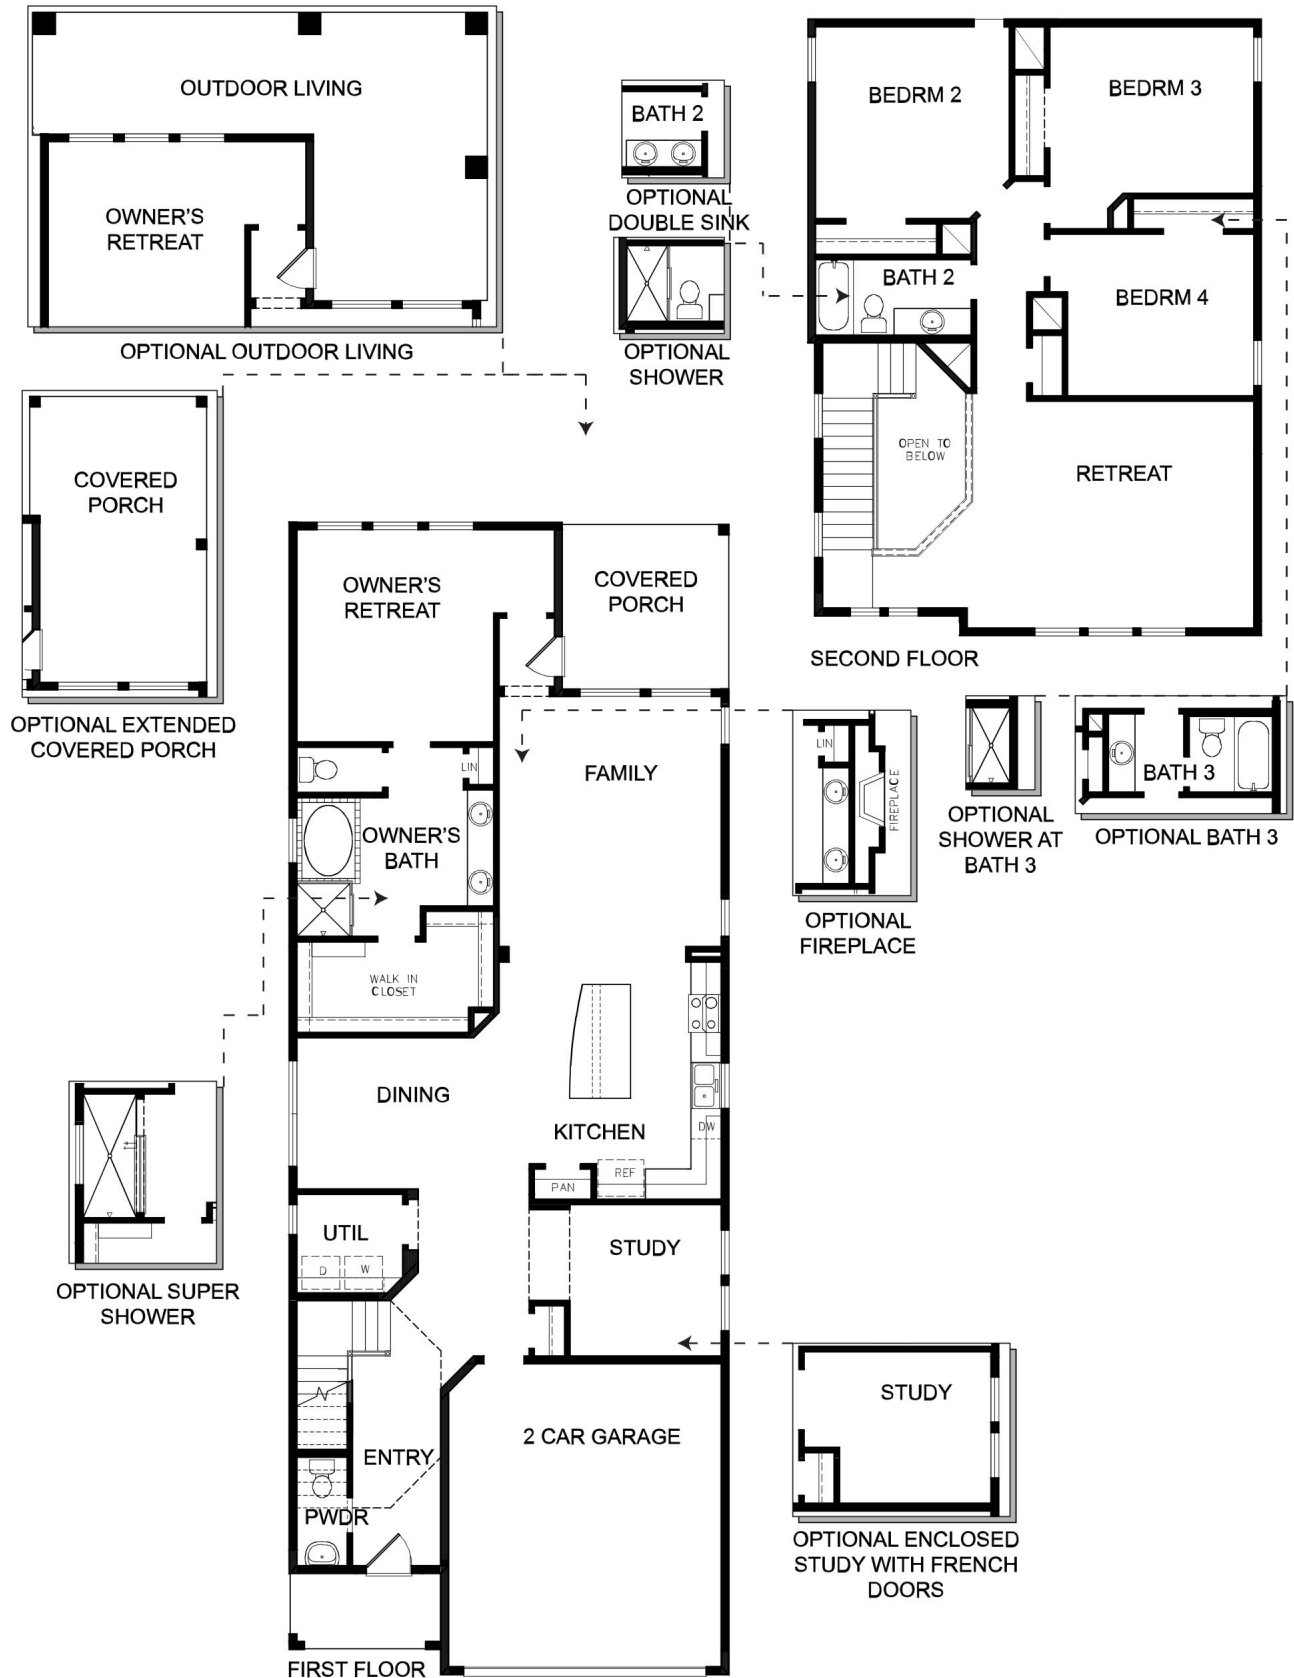 OUTDOOR LIVING
OWNER'S
RETREAT
OPTIONAL OUTDOOR LIVING
BATH 2
OPTIONAL
DOUBLE SINK
OPTIONAL
SHOWER
BEDRM 2
BEDRM 3
BATH 2
BEDRM 4
OPEN TO
BELOW
RETREAT
SECOND FLOOR
COVERED
PORCH
OPTIONAL EXTENDED
COVERED PORCH
OWNER'S
RETREAT
COVERED
PORCH
LIN
FAMILY
OWNER'S
BATH
WALK IN
CLOSET
DINING
KITCHEN
DW
REF
PAN
UTIL
D
W
STUDY
ENTRY
2 CAR GARAGE
PWDR
FIRST FLOOR
LIN
FIREPLACE
OPTIONAL
FIREPLACE
OPTIONAL
SHOWER AT
BATH 3
BATH 3
OPTIONAL BATH 3
OPTIONAL SUPER
SHOWER
STUDY
OPTIONAL ENCLOSED
STUDY WITH FRENCH
DOORS